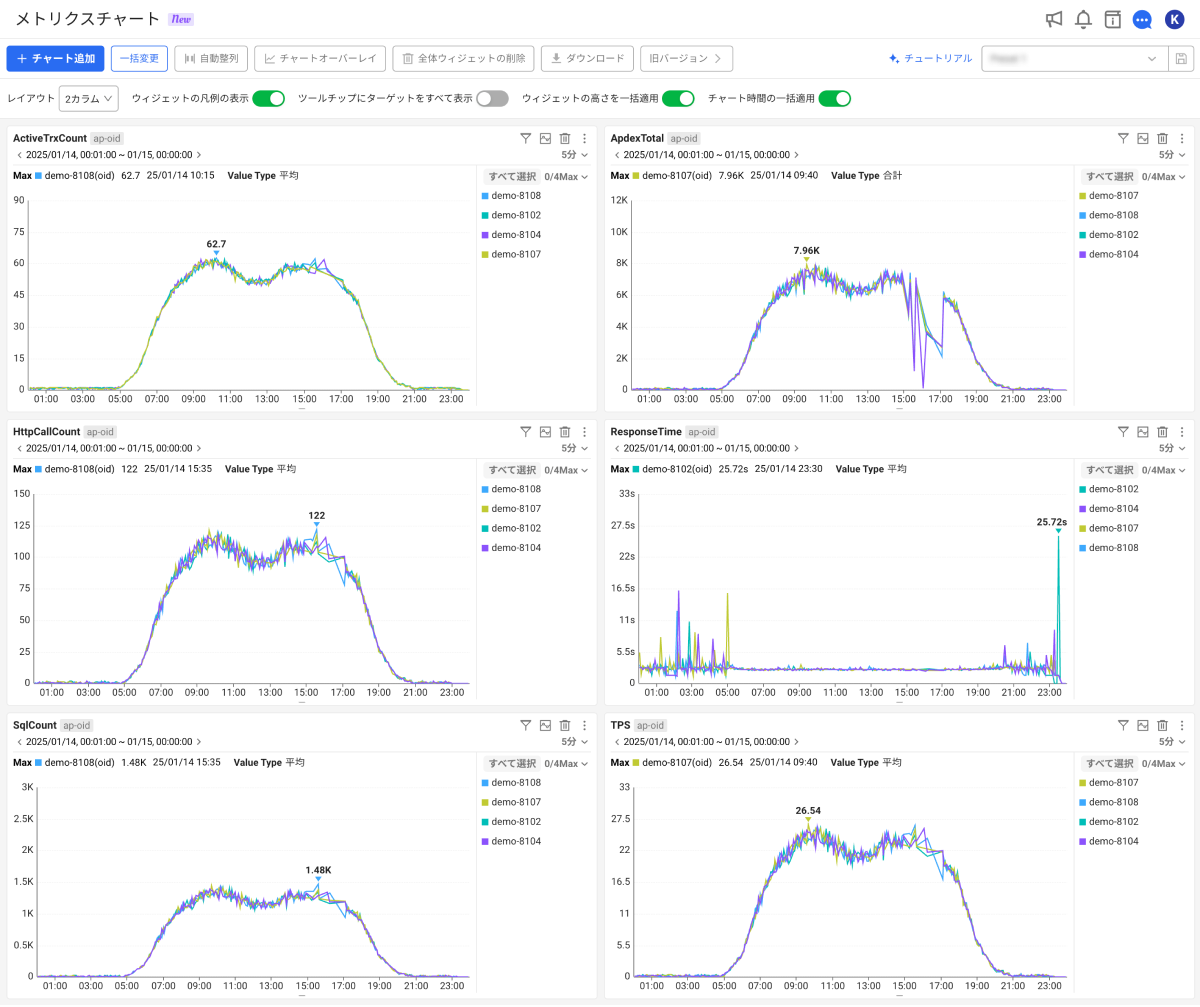 メトリクスチャート New
K
+ チャート追加 一括変更 自動整列 チャートオーバーレイ 全体ウィジェットの削除 ダウンロード 旧バージョン チュートリアル
レイアウト 2カラム ウィジェットの凡例の表示 ツールチップにターゲットをすべて表示 ウィジェットの高さを一括適用 チャート時間の一括適用
ActiveTrxCount ap-oid
2025/01/14, 00:01:00 ~ 01/15, 00:00:00 5分
Max demo-8108(oid) 62.7 25/01/14 10:15 Value Type 平均
すべて選択 0/4Max
demo-8108
demo-8102
demo-8104
demo-8107
90
75
60
45
30
15
0
62.7
01:00 03:00 05:00 07:00 09:00 11:00 13:00 15:00 17:00 19:00 21:00 23:00
ApdexTotal ap-oid
2025/01/14, 00:01:00 ~ 01/15, 00:00:00 5分
Max demo-8107(oid) 7.96K 25/01/14 09:40 Value Type 合計
すべて選択 0/4Max
demo-8107
demo-8108
demo-8102
demo-8104
12K
10K
8K
6K
4K
2K
0
7.96K
01:00 03:00 05:00 07:00 09:00 11:00 13:00 15:00 17:00 19:00 21:00 23:00
HttpCallCount ap-oid
2025/01/14, 00:01:00 ~ 01/15, 00:00:00 5分
Max demo-8108(oid) 122 25/01/14 15:35 Value Type 平均
すべて選択 0/4Max
demo-8108
demo-8107
demo-8102
demo-8104
150
125
100
75
50
25
0
122
01:00 03:00 05:00 07:00 09:00 11:00 13:00 15:00 17:00 19:00 21:00 23:00
ResponseTime ap-oid
2025/01/14, 00:01:00 ~ 01/15, 00:00:00 5分
Max demo-8102(oid) 25.72s 25/01/14 23:30 Value Type 平均
すべて選択 0/4Max
demo-8102
demo-8104
demo-8107
demo-8108
33s
27.5s
22s
16.5s
11s
5.5s
0
25.72s
01:00 03:00 05:00 07:00 09:00 11:00 13:00 15:00 17:00 19:00 21:00 23:00
SqlCount ap-oid
2025/01/14, 00:01:00 ~ 01/15, 00:00:00 5分
Max demo-8108(oid) 1.48K 25/01/14 15:35 Value Type 平均
すべて選択 0/4Max
demo-8108
demo-8107
demo-8102
demo-8104
3K
2.5K
2K
1.5K
1K
0.5K
0
1.48K
01:00 03:00 05:00 07:00 09:00 11:00 13:00 15:00 17:00 19:00 21:00 23:00
TPS ap-oid
2025/01/14, 00:01:00 ~ 01/15, 00:00:00 5分
Max demo-8107(oid) 26.54 25/01/14 09:40 Value Type 平均
すべて選択 0/4Max
demo-8107
demo-8108
demo-8102
demo-8104
33
27.5
22
16.5
11
5.5
0
26.54
01:00 03:00 05:00 07:00 09:00 11:00 13:00 15:00 17:00 19:00 21:00 23:00